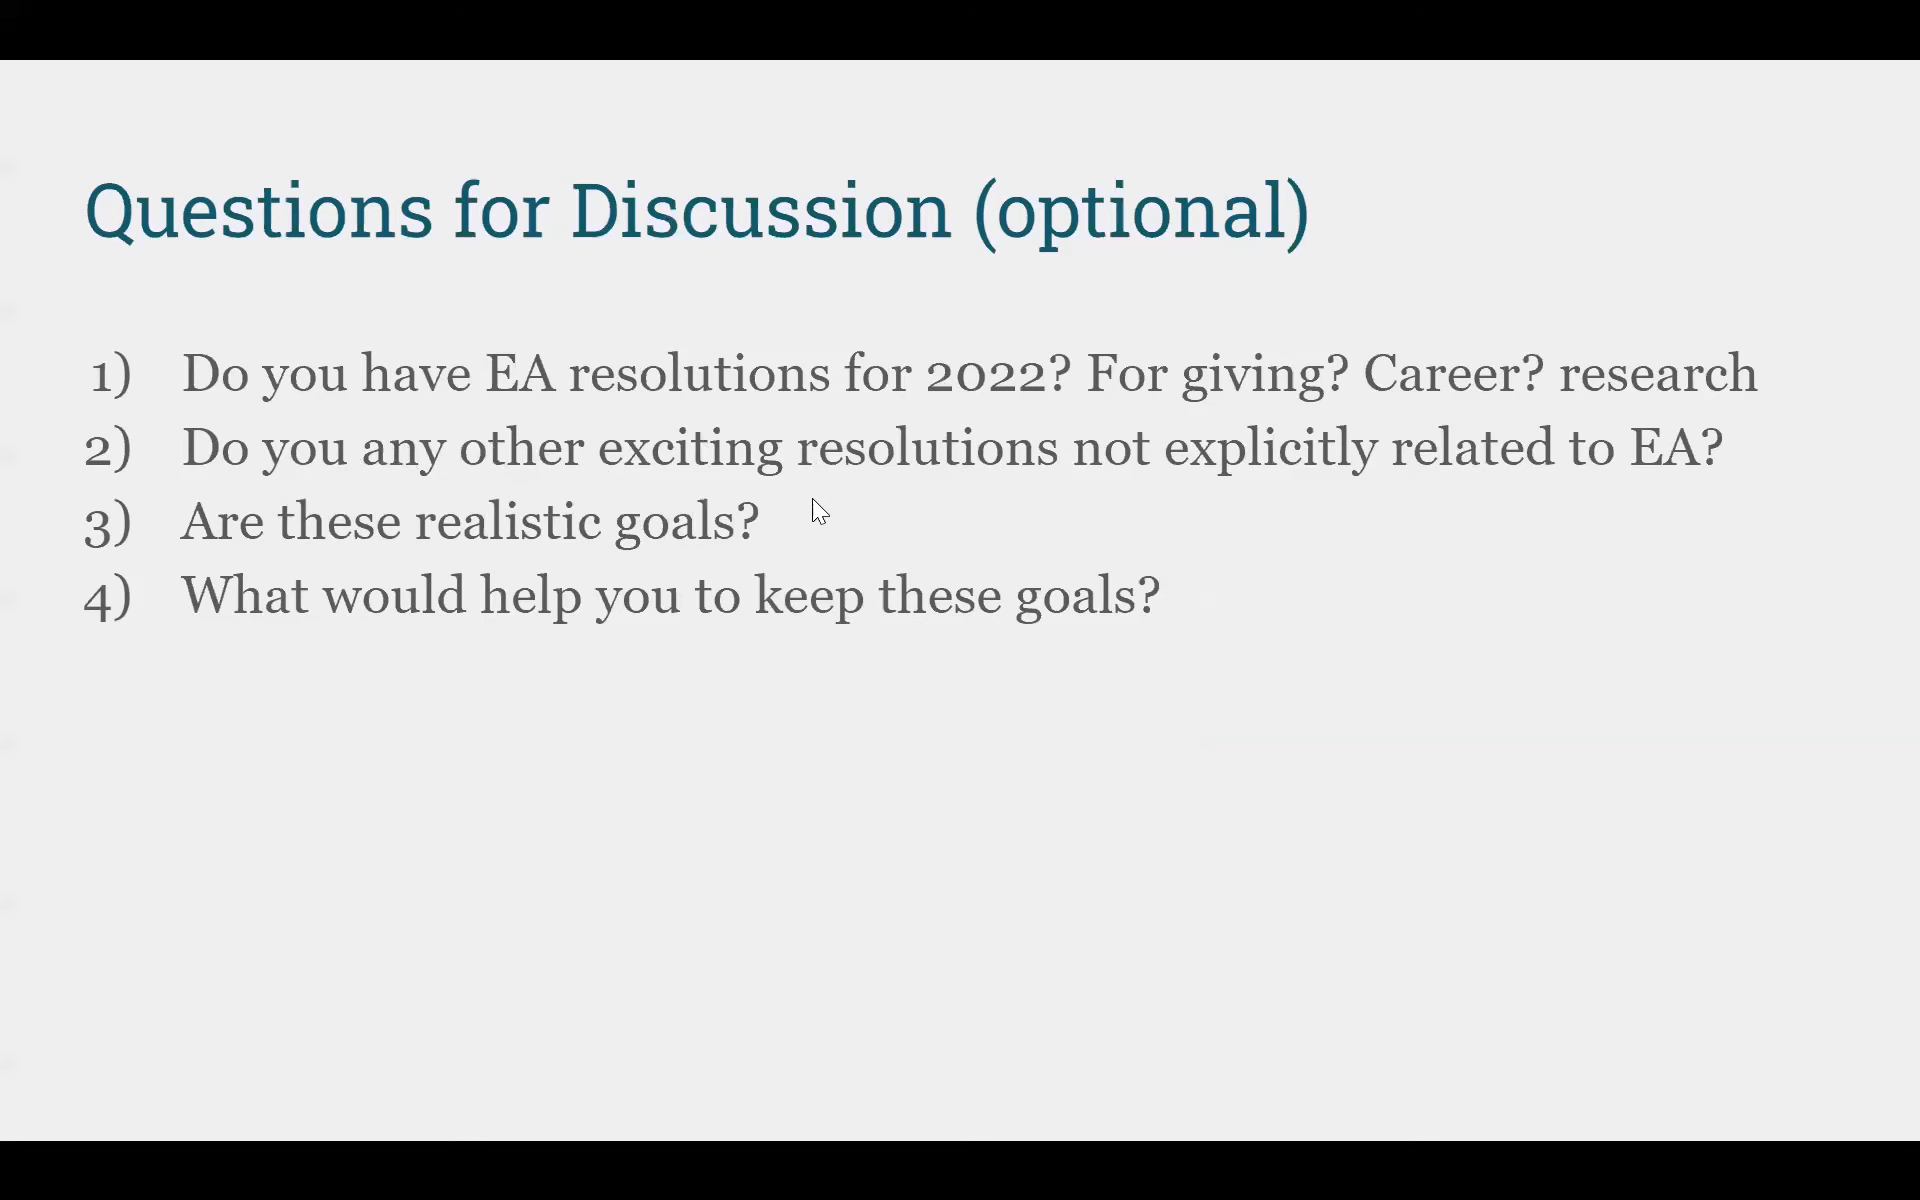 Questions for Discussion (optional)
1) Do you have EA resolutions for 2022? For giving? Career? research
2) Do you any other exciting resolutions not explicitly related to EA?
3) Are these realistic goals?
4) What would help you to keep these goals?